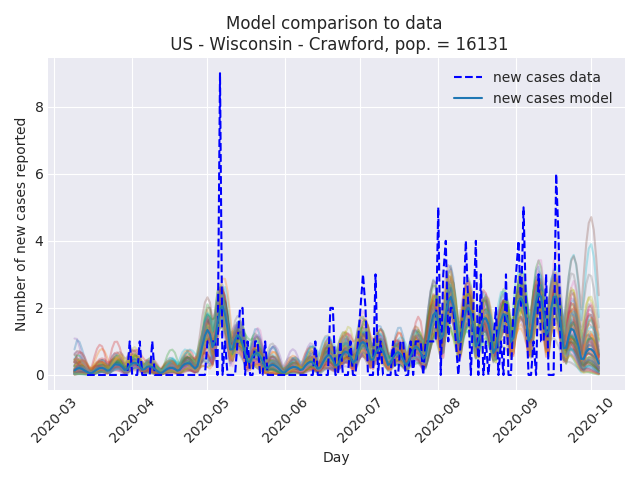 Model comparison to data
US - Wisconsin - Crawford, pop. = 16131
new cases data
new cases model
Number of new cases reported
8
6
4
2
0
2020-03
2020-04
2020-05
2020-06
2020-07
2020-08
2020-09
2020-10
Day